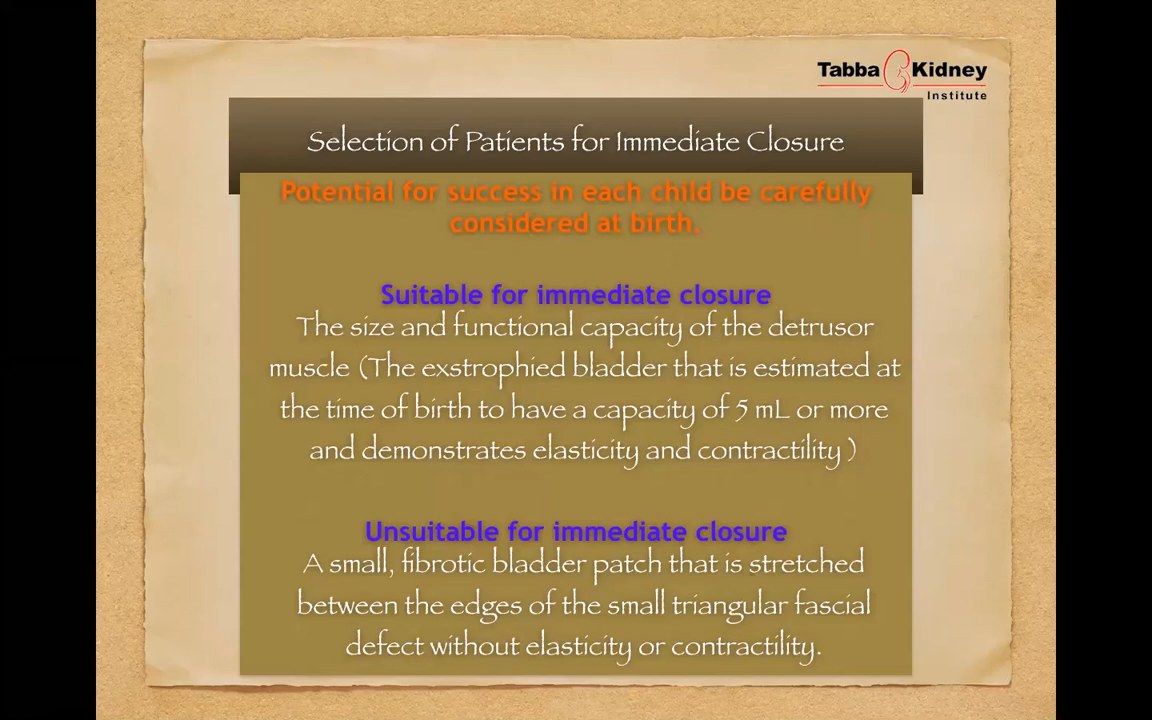 Tabba Kidney
Institute
Selection of Patients for Immediate Closure
Potential for success in each child be carefully
considered at birth.
Suitable for immediate closure
The size and functional capacity of the detrusor
muscle (The exstrophied bladder that is estimated at
the time of birth to have a capacity of 5 mL or more
and demonstrates elasticity and contractility )
Unsuitable for immediate closure
A small, fibrotic bladder patch that is stretched
between the edges of the small triangular fascial
defect without elasticity or contractility.